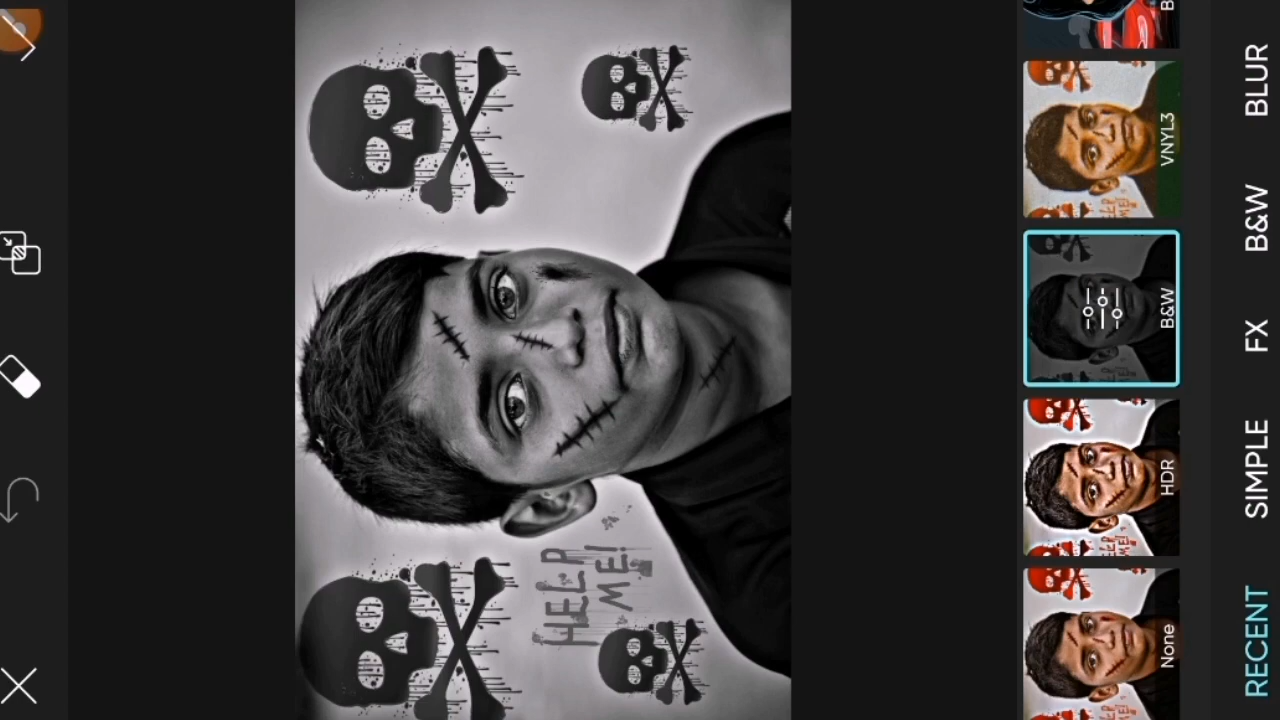 HELP
ME!
None
HDR
B&W
VNYL3
B
RECENT
SIMPLE
FX
B&W
BLUR